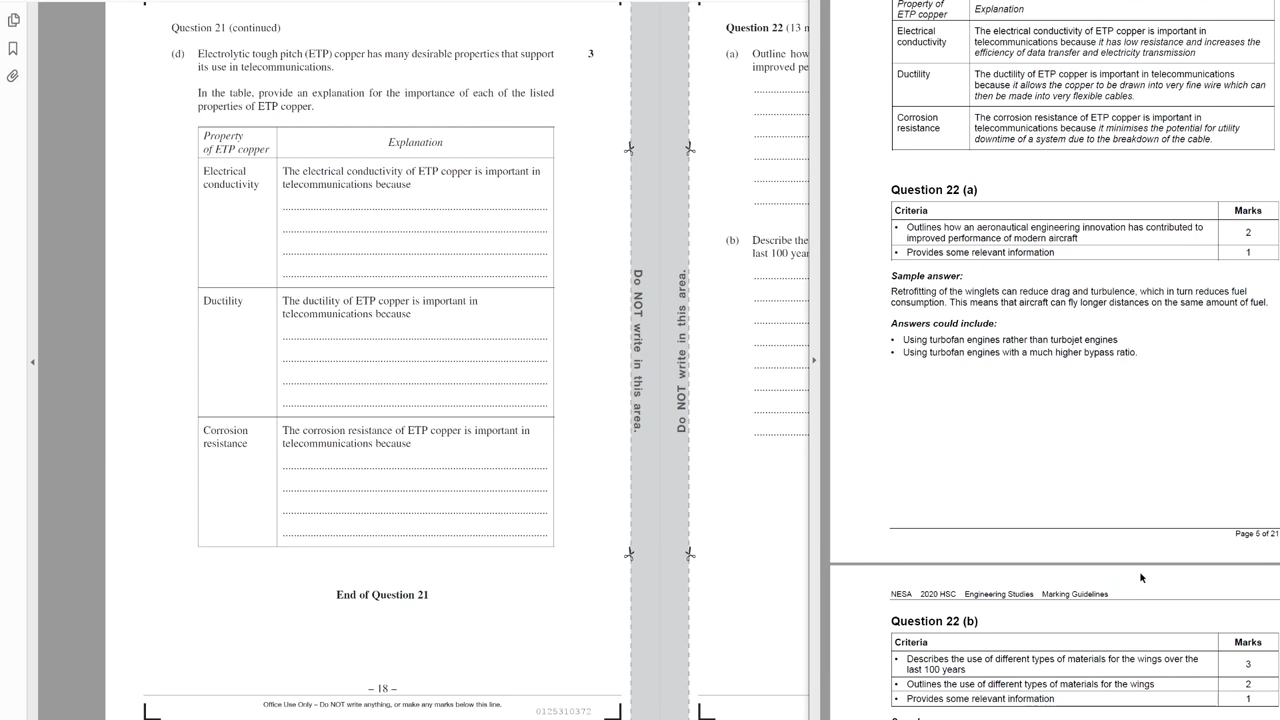 Question 21 (continued)
(d) Electrolytic tough pitch (ETP) copper has many desirable properties that support 3
its use in telecommunications.
In the table, provide an explanation for the importance of each of the listed
properties of ETP copper.
Property
of ETP copper
Explanation
Electrical
conductivity
The electrical conductivity of ETP copper is important in
telecommunications because
Ductility
The ductility of ETP copper is important in
telecommunications because
Corrosion
resistance
The corrosion resistance of ETP copper is important in
telecommunications because
End of Question 21
– 18 –
Office Use Only – Do NOT write anything, or make any marks below this line.
0125310372
Do NOT write in this area.
Do NOT write in this area.
Question 22 (13 
(a) Outline how
improved
(b) Describe the
last 100
Property of
ETP copper
Explanation
Electrical
conductivity
The electrical conductivity of ETP copper is important in
telecommunications because it has low resistance and increases the
efficiency of data transfer and electricity transmission
Ductility
The ductility of ETP copper is important in telecommunications
because it allows the copper to be drawn into very fine wire which can
then be made into very flexible cables.
Corrosion
resistance
The corrosion resistance of ETP copper is important in
telecommunications because it minimises the potential for utility
downtime of a system due to the breakdown of the cable.
Question 22 (a)
Criteria Marks
• Outlines how an aeronautical engineering innovation has contributed to
improved performance of modern aircraft
2
• Provides some relevant information 1
Sample answer:
Retrofitting of the winglets can reduce drag and turbulence, which in turn reduces fuel
consumption. This means that aircraft can fly longer distances on the same amount of fuel.
Answers could include:
• Using turbofan engines rather than turbojet engines
• Using turbofan engines with a much higher bypass ratio.
Page 5 of 21
NESA 2020 HSC Engineering Studies Marking Guidelines
Question 22 (b)
Criteria Marks
• Describes the use of different types of materials for the wings over the
last 100 years
3
• Outlines the use of different types of materials for the wings 2
• Provides some relevant information 1